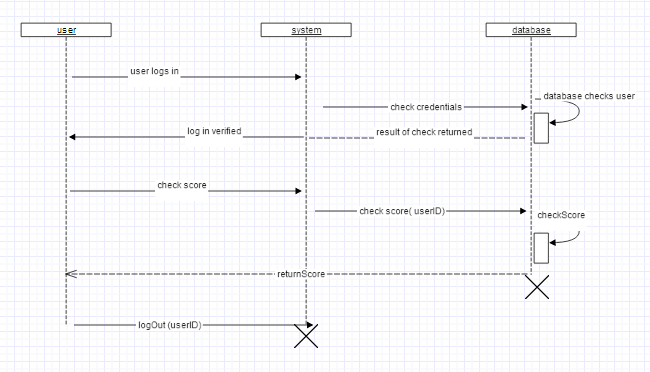 user
system
database
user logs in
database checks user
check credentials
log in verified
result of check returned
check score
check score( userID)
checkScore
returnScore
logOut (userID)